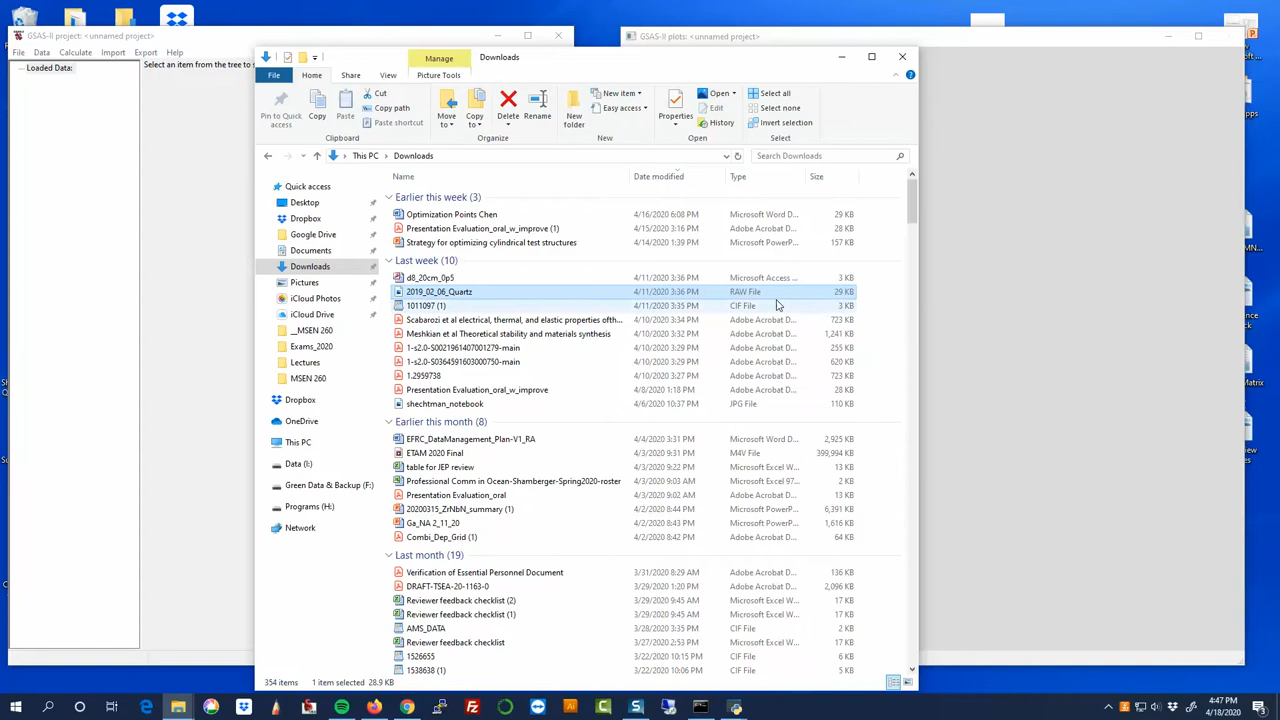 GSAS-II project: <unnamed project>
File Data Calculate Import Export Help
Loaded Data:
Select an item from the tree to s
GSAS-II plots: <unnamed project>
Manage
Downloads
File Home Share View Picture Tools
Pin to Quick access
Copy
Paste
Cut
Copy path
Paste shortcut
Clipboard
Move to
Copy to
Delete
Rename
Organize
New folder
New item
Easy access
New
Properties
Open
Edit
History
Open
Select all
Select none
Invert selection
Select
This PC > Downloads
Search Downloads
Name Date modified Type Size
Quick access
Desktop
Dropbox
Google Drive
Documents
Downloads
Pictures
iCloud Photos
iCloud Drive
__MSEN 260
Exams_2020
Lectures
MSEN 260
Dropbox
OneDrive
This PC
Data (I:)
Green Data & Backup (F:)
Programs (H:)
Network
Earlier this week (3)
Optimization Points Chen 4/16/2020 6:08 PM Microsoft Word D... 29 KB
Presentation Evaluation_oral_w_improve (1) 4/15/2020 3:16 PM Adobe Acrobat D... 28 KB
Strategy for optimizing cylindrical test structures 4/14/2020 1:39 PM Microsoft PowerP... 157 KB
Last week (10)
d8_20cm_0p5 4/11/2020 3:36 PM Microsoft Access ... 3 KB
2019_02_06_Quartz 4/11/2020 3:36 PM RAW File 29 KB
1011097 (1) 4/11/2020 3:35 PM CIF File 3 KB
Scabarozi et al electrical, thermal, and elastic properties ofth... 4/10/2020 3:34 PM Adobe Acrobat D... 723 KB
Meshkian et al Theoretical stability and materials synthesis 4/10/2020 3:32 PM Adobe Acrobat D... 1,241 KB
1-s2.0-S0021961407001279-main 4/10/2020 3:29 PM Adobe Acrobat D... 255 KB
1-s2.0-S0364591603000750-main 4/10/2020 3:29 PM Adobe Acrobat D... 620 KB
1.2959738 4/10/2020 3:27 PM Adobe Acrobat D... 723 KB
Presentation Evaluation_oral_w_improve 4/8/2020 1:18 PM Adobe Acrobat D... 28 KB
shechtman_notebook 4/6/2020 10:37 PM JPG File 110 KB
Earlier this month (8)
EFRC_DataManagement_Plan-V1_RA 4/4/2020 3:31 PM Microsoft Word D... 2,925 KB
ETAM 2020 Final 4/3/2020 9:31 PM M4V File 399,994 KB
table for JEP review 4/3/2020 9:22 PM Microsoft Excel W... 13 KB
Professional Comm in Ocean-Shamberger-Spring2020-roster 4/3/2020 9:03 AM Microsoft Excel 97... 2 KB
Presentation Evaluation_oral 4/3/2020 9:02 AM Adobe Acrobat D... 28 KB
20200315_ZrNbN_summary (1) 4/2/2020 8:44 PM Microsoft PowerP... 6,391 KB
Ga_NA 2_11_20 4/2/2020 8:43 PM Microsoft PowerP... 1,616 KB
Combi_Dep_Grid (1) 4/2/2020 8:42 PM Adobe Acrobat D... 64 KB
Last month (19)
Verification of Essential Personnel Document 3/31/2020 8:29 AM Adobe Acrobat D... 136 KB
DRAFT-TSEA-20-1163-0 3/29/2020 1:20 PM Adobe Acrobat D... 2,096 KB
Reviewer feedback checklist (2) 3/29/2020 9:45 AM Microsoft Excel W... 17 KB
Reviewer feedback checklist (1) 3/29/2020 9:45 AM Microsoft Excel W... 17 KB
AMS_DATA 3/28/2020 3:35 PM CIF File 2 KB
Reviewer feedback checklist 3/27/2020 2:53 PM Microsoft Excel W... 17 KB
1526655 3/22/2020 10:15 PM CIF File 6 KB
1538638 (1) 3/22/2020 10:06 PM CIF File 5 KB
354 items 1 item selected 28.9 KB
4:47 PM
4/18/2020